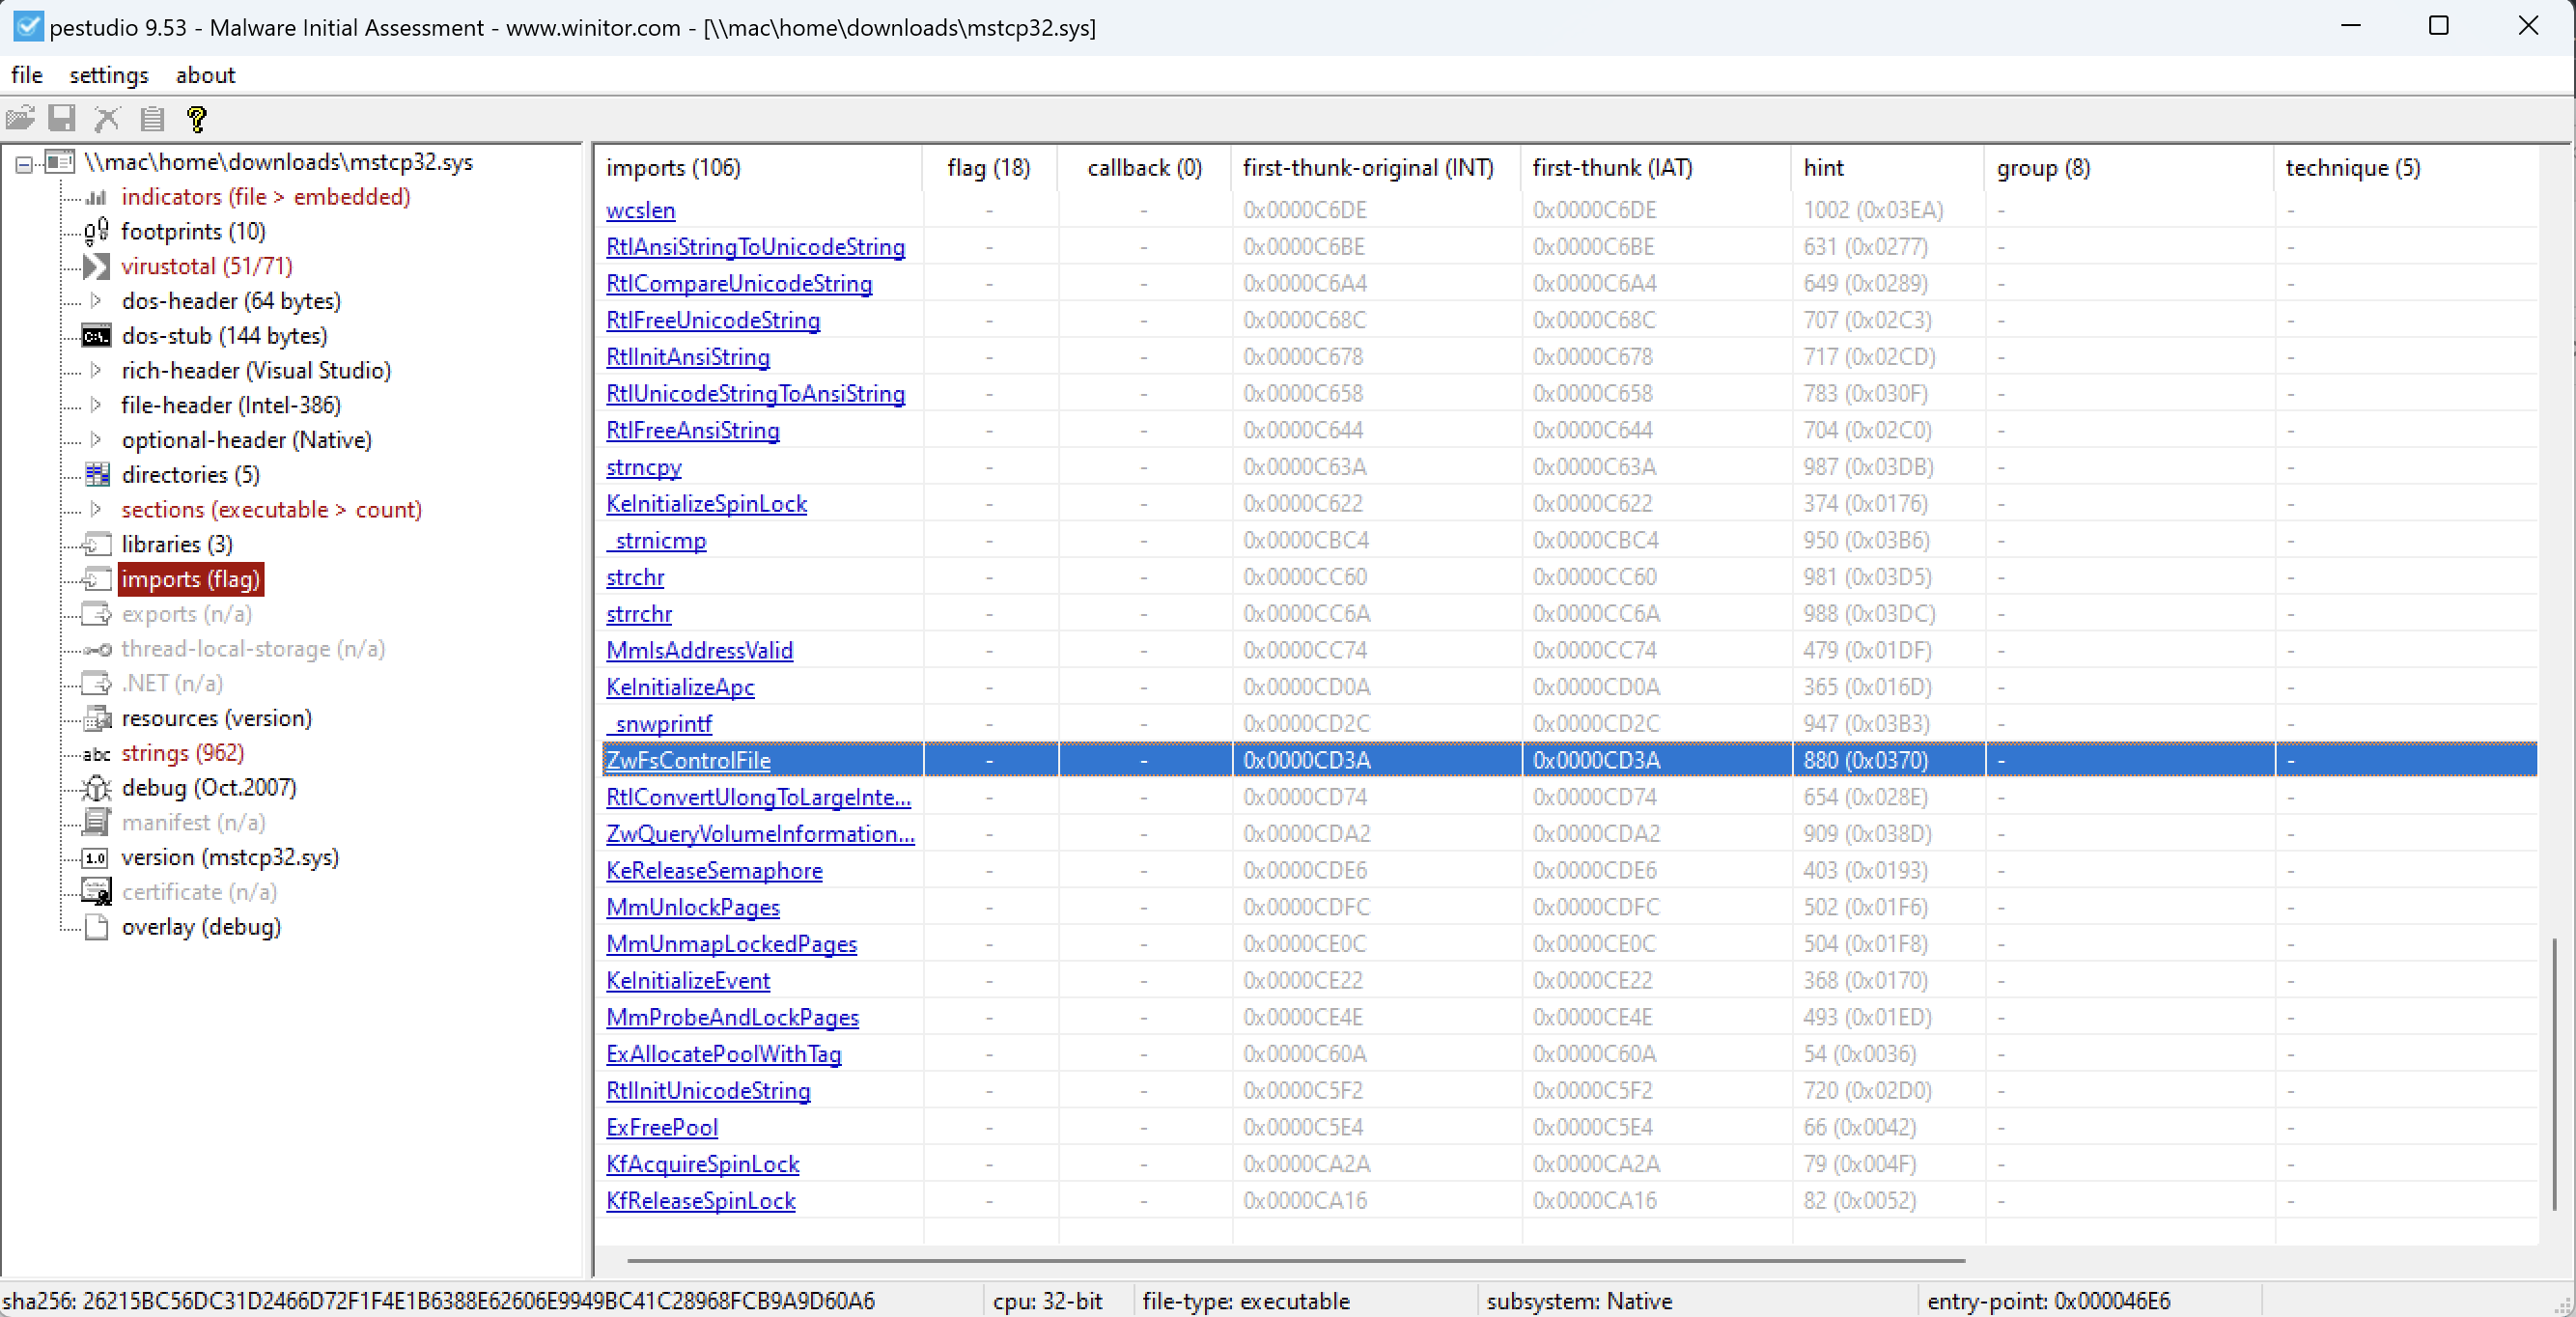 pestudio 9.53 - Malware Initial Assessment - www.winitor.com - [\\mac\home\downloads\mstcp32.sys]
file settings about
\\mac\home\downloads\mstcp32.sys
indicators (file > embedded)
footprints (10)
virustotal (51/71)
dos-header (64 bytes)
dos-stub (144 bytes)
rich-header (Visual Studio)
file-header (Intel-386)
optional-header (Native)
directories (5)
sections (executable > count)
libraries (3)
imports (flag)
exports (n/a)
thread-local-storage (n/a)
.NET (n/a)
resources (version)
abc strings (962)
debug (Oct.2007)
manifest (n/a)
1.0 version (mstcp32.sys)
certificate (n/a)
overlay (debug)
imports (106) flag (18) callback (0) first-thunk-original (INT) first-thunk (IAT) hint group (8) technique (5)
wcslen - - 0x0000C6DE 0x0000C6DE 1002 (0x03EA) - -
RtlAnsiStringToUnicodeString - - 0x0000C6BE 0x0000C6BE 631 (0x0277) - -
RtlCompareUnicodeString - - 0x0000C6A4 0x0000C6A4 649 (0x0289) - -
RtlFreeUnicodeString - - 0x0000C68C 0x0000C68C 707 (0x02C3) - -
RtlInitAnsiString - - 0x0000C678 0x0000C678 717 (0x02CD) - -
RtlUnicodeStringToAnsiString - - 0x0000C658 0x0000C658 783 (0x030F) - -
RtlFreeAnsiString - - 0x0000C644 0x0000C644 704 (0x02C0) - -
strncpy - - 0x0000C63A 0x0000C63A 987 (0x03DB) - -
KeInitializeSpinLock - - 0x0000C622 0x0000C622 374 (0x0176) - -
_strnicmp - - 0x0000CBC4 0x0000CBC4 950 (0x03B6) - -
strchr - - 0x0000CC60 0x0000CC60 981 (0x03D5) - -
strrchr - - 0x0000CC6A 0x0000CC6A 988 (0x03DC) - -
MmIsAddressValid - - 0x0000CC74 0x0000CC74 479 (0x01DF) - -
KeInitializeApc - - 0x0000CD0A 0x0000CD0A 365 (0x016D) - -
_snwprintf - - 0x0000CD2C 0x0000CD2C 947 (0x03B3) - -
ZwFsControlFile - - 0x0000CD3A 0x0000CD3A 880 (0x0370) - -
RtlConvertUlongToLargeInte... - - 0x0000CD74 0x0000CD74 654 (0x028E) - -
ZwQueryVolumeInformation... - - 0x0000CDA2 0x0000CDA2 909 (0x038D) - -
KeReleaseSemaphore - - 0x0000CDE6 0x0000CDE6 403 (0x0193) - -
MmUnlockPages - - 0x0000CDFC 0x0000CDFC 502 (0x01F6) - -
MmUnmapLockedPages - - 0x0000CE0C 0x0000CE0C 504 (0x01F8) - -
KeInitializeEvent - - 0x0000CE22 0x0000CE22 368 (0x0170) - -
MmProbeAndLockPages - - 0x0000CE4E 0x0000CE4E 493 (0x01ED) - -
ExAllocatePoolWithTag - - 0x0000C60A 0x0000C60A 54 (0x0036) - -
RtlInitUnicodeString - - 0x0000C5F2 0x0000C5F2 720 (0x02D0) - -
ExFreePool - - 0x0000C5E4 0x0000C5E4 66 (0x0042) - -
KfAcquireSpinLock - - 0x0000CA2A 0x0000CA2A 79 (0x004F) - -
KfReleaseSpinLock - - 0x0000CA16 0x0000CA16 82 (0x0052) - -
sha256: 26215BC56DC31D2466D72F1F4E1B6388E62606E9949BC41C28968FCB9A9D60A6 cpu: 32-bit file-type: executable subsystem: Native entry-point: 0x000046E6